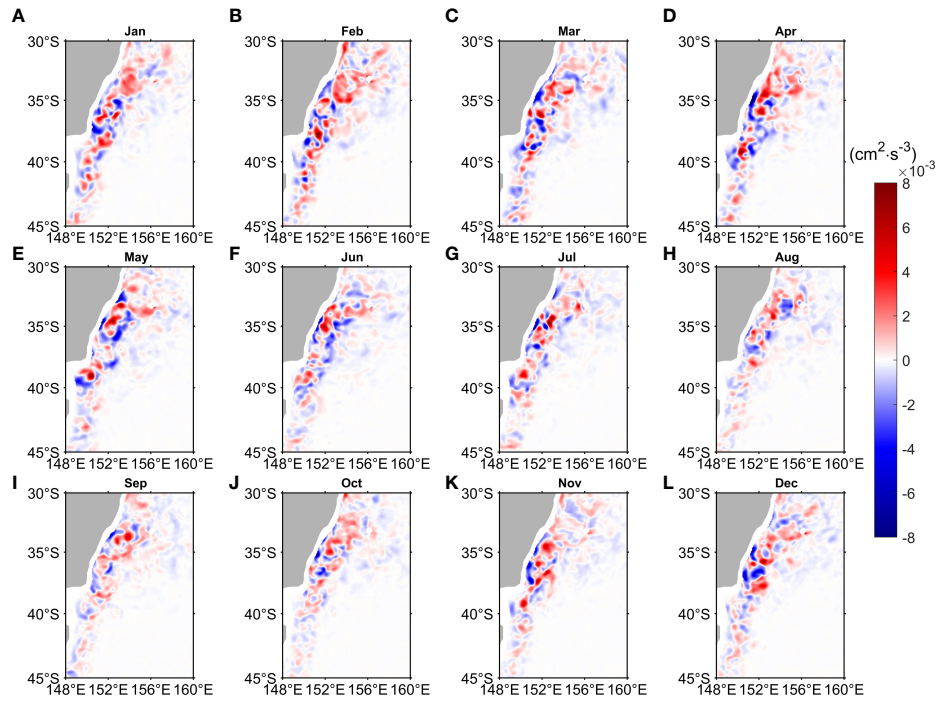 A B C D
Jan Feb Mar Apr
30°S 30°S 30°S 30°S
35°S 35°S 35°S 35°S
40°S 40°S 40°S 40°S
(cm²·s⁻³)
×10⁻³
8
45°S 45°S 45°S 45°S
148°E 152°E 156°E 160°E 148°E 152°E 156°E 160°E 148°E 152°E 156°E 160°E 148°E 152°E 156°E 160°E
6
E F G H
May Jun Jul Aug
30°S 30°S 30°S 30°S
4
2
35°S 35°S 35°S 35°S
0
40°S 40°S 40°S 40°S
-2
-4
45°S 45°S 45°S 45°S
148°E 152°E 156°E 160°E 148°E 152°E 156°E 160°E 148°E 152°E 156°E 160°E 148°E 152°E 156°E 160°E
I J K L
Sep Oct Nov Dec
-6
30°S 30°S 30°S 30°S
-8
35°S 35°S 35°S 35°S
40°S 40°S 40°S 40°S
45°S 45°S 45°S 45°S
148°E 152°E 156°E 160°E 148°E 152°E 156°E 160°E 148°E 152°E 156°E 160°E 148°E 152°E 156°E 160°E